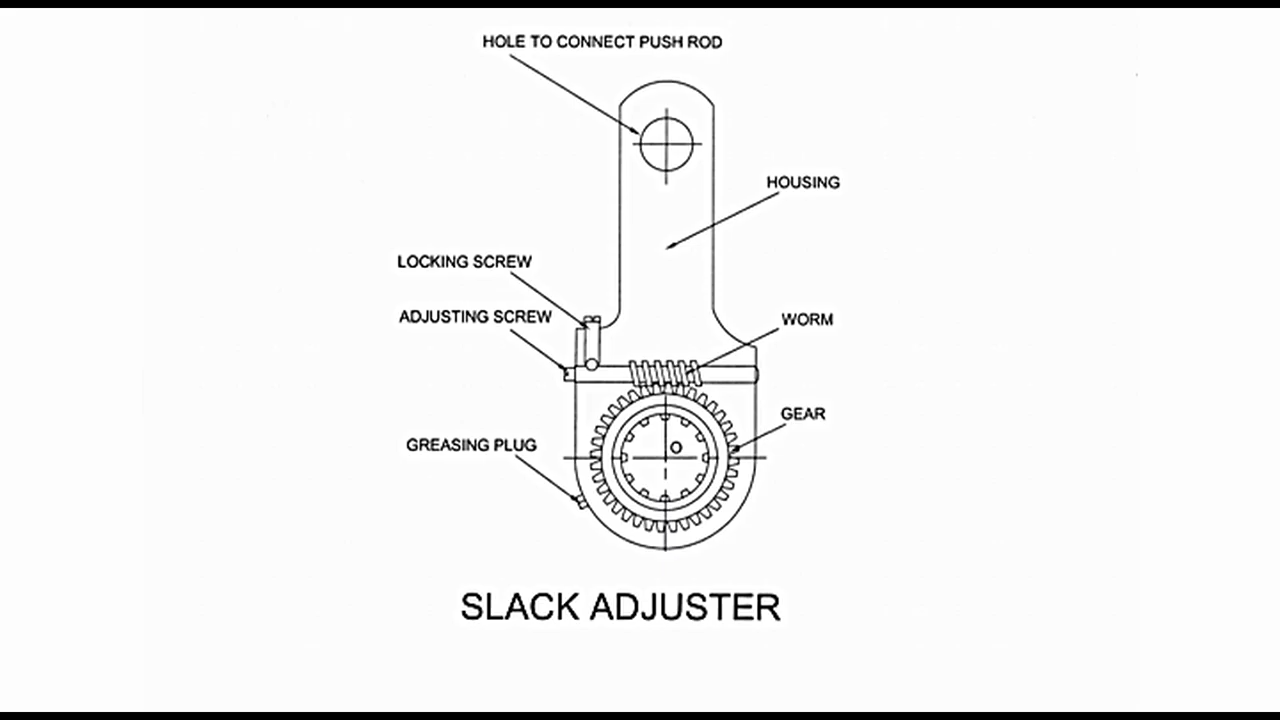 HOLE TO CONNECT PUSH ROD
HOUSING
LOCKING SCREW
ADJUSTING SCREW
WORM
GEAR
GREASING PLUG
O
SLACK ADJUSTER